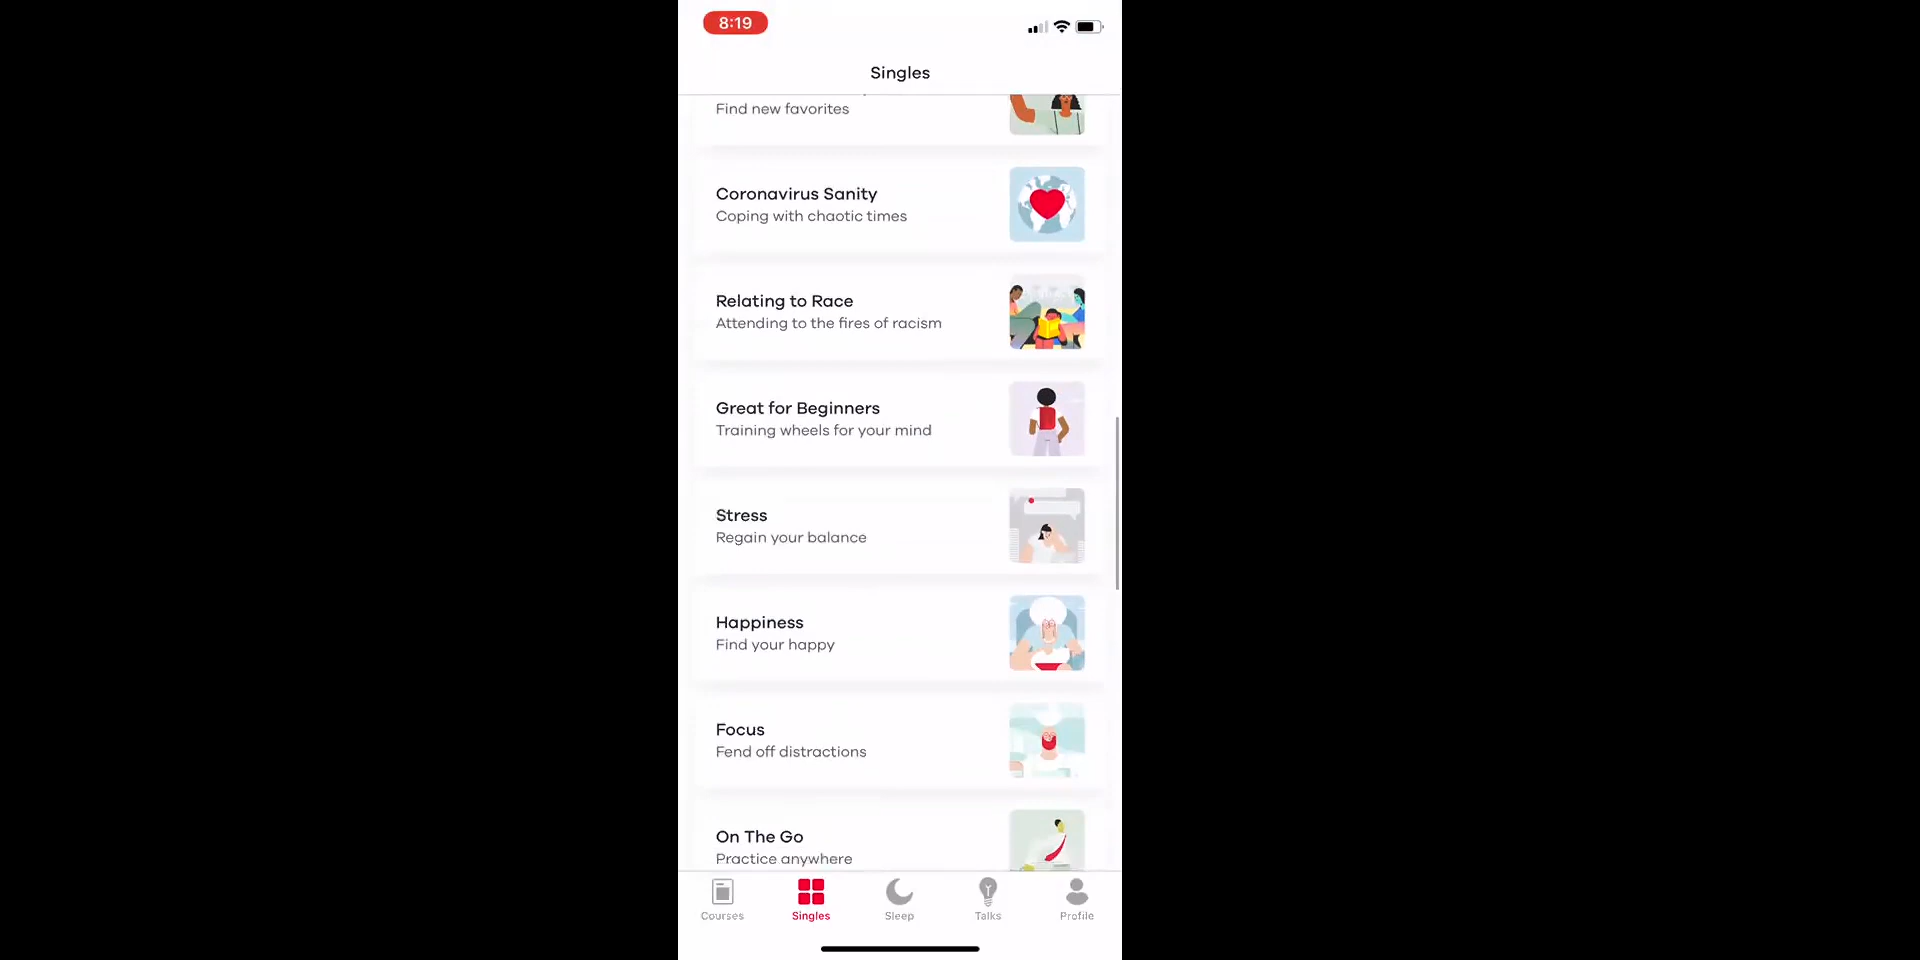 8:19
Singles
Find new favorites
Coronavirus Sanity
Coping with chaotic times
Relating to Race
Attending to the fires of racism
Great for Beginners
Training wheels for your mind
Stress
Regain your balance
Happiness
Find your happy
Focus
Fend off distractions
On The Go
Practice anywhere
Courses
Singles
Sleep
Talks
Profile